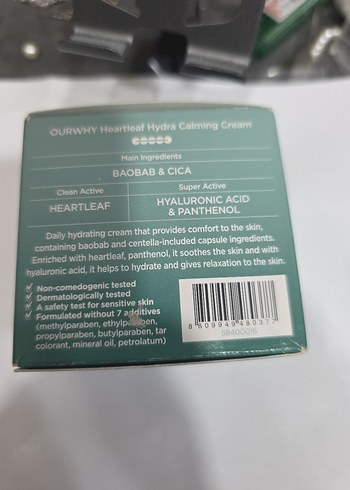 OURWHY Heartleaf Hydra Calming Cream
Main Ingredients
BAOBAB & CICA
Clean Active
Super Active
HEARTLEAF
HYALURONIC ACID
& PANTHENOL
Daily hydrating cream that provides comfort to the skin,
containing baobab and centella-included capsule ingredients.
Enriched with heartleaf, panthenol, it soothes the skin and with
hyaluronic acid, it helps to hydrate and gives relaxation to the skin.
Non-comedogenic tested
Dermatologically tested
A safety test for sensitive skin
Formulated without 7 additives
(methylparaben, ethylparaben,
propylparaben, butylparaben, tar
colorant, mineral oil, petrolatum)
8 809949 480377